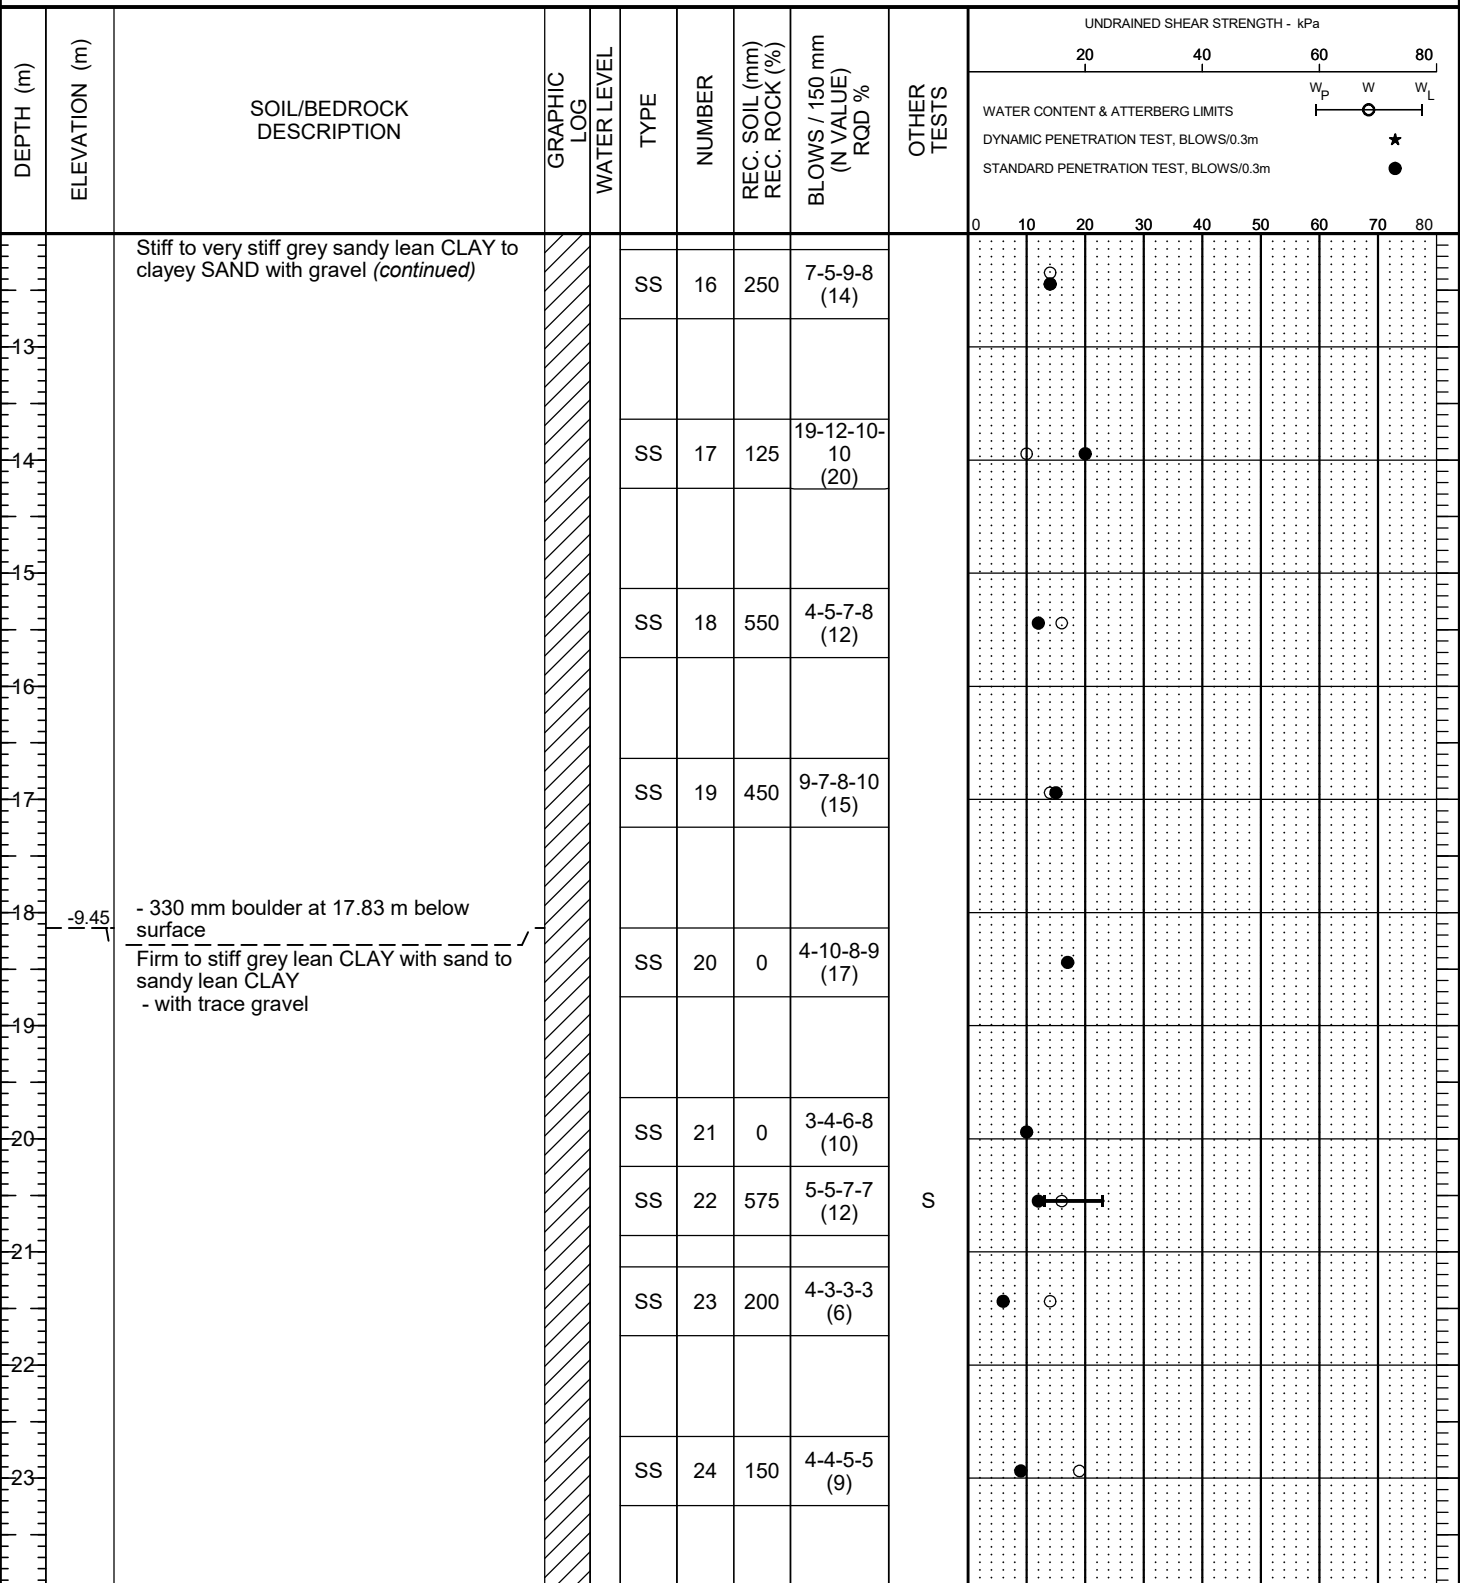 DEPTH (m)
ELEVATION (m)
SOIL/BEDROCK
DESCRIPTION
GRAPHIC
LOG
WATER LEVEL
TYPE
NUMBER
REC. SOIL (mm)
REC. ROCK (%)
BLOWS / 150 mm
(N VALUE)
RQD %
OTHER
TESTS
UNDRAINED SHEAR STRENGTH - kPa
20 40 60 80
WP W WL
WATER CONTENT & ATTERBERG LIMITS
DYNAMIC PENETRATION TEST, BLOWS/0.3m
STANDARD PENETRATION TEST, BLOWS/0.3m
0 10 20 30 40 50 60 70 80
Stiff to very stiff grey sandy lean CLAY to
clayey SAND with gravel (continued)
SS 16 250 7-5-9-8
(14)
13
19-12-10-
SS 17 125 10
(20)
14
15
SS 18 550 4-5-7-8
(12)
16
SS 19 450 9-7-8-10
(15)
17
- 330 mm boulder at 17.83 m below
surface
18
-9.45
Firm to stiff grey lean CLAY with sand to
sandy lean CLAY
- with trace gravel
SS 20 0 4-10-8-9
(17)
19
SS 21 0 3-4-6-8
(10)
20
SS 22 575 5-5-7-7
(12)
S
21
SS 23 200 4-3-3-3
(6)
22
SS 24 150 4-4-5-5
(9)
23